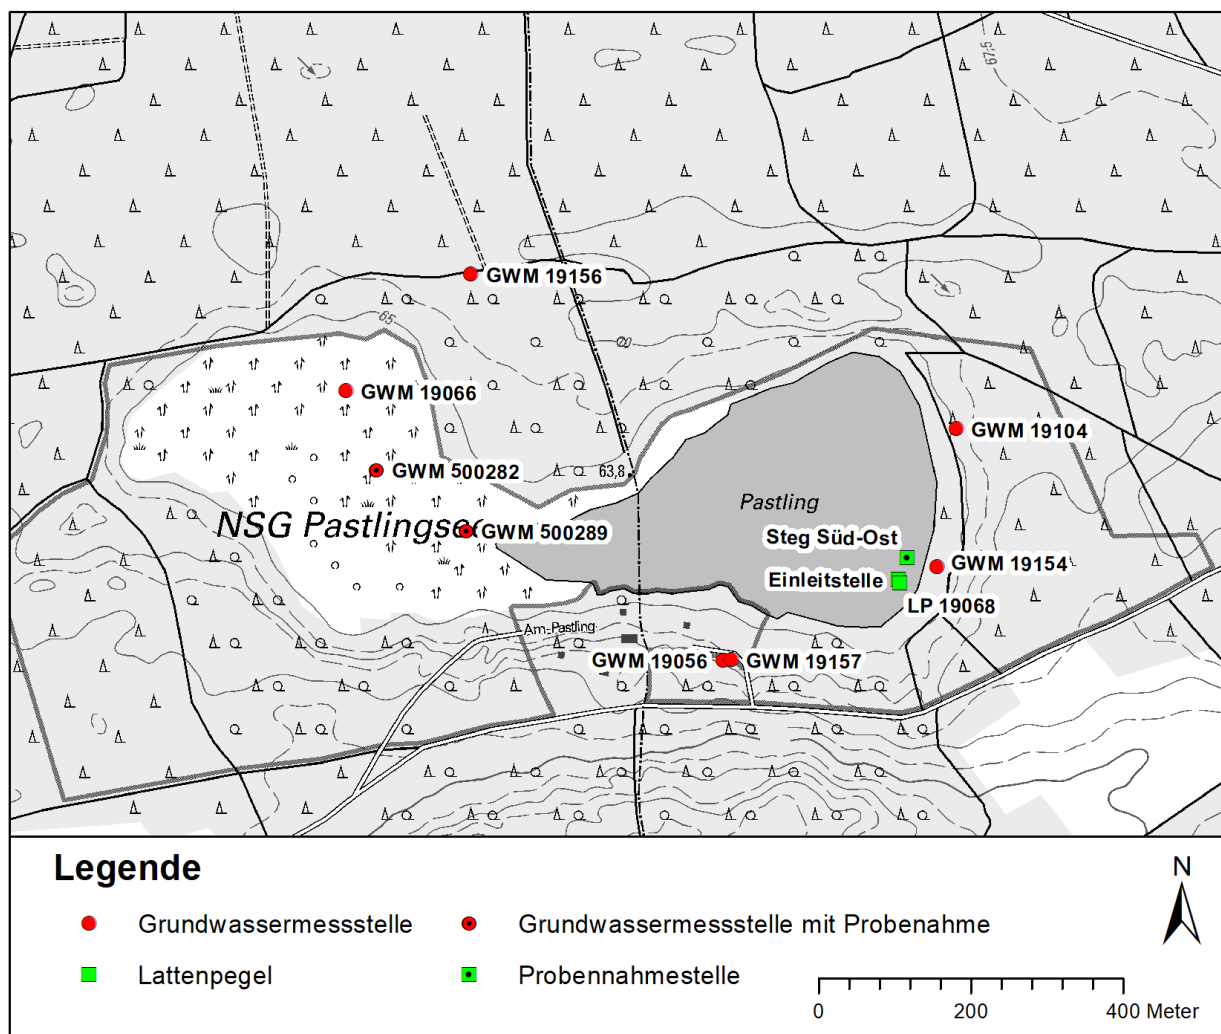 67,5
GWM 19156
65
60
GWM 19066
GWM 19104
GWM 500282
63,8
Pastling
NSG Pastlingsee
GWM 500289
Steg Süd-Ost
GWM 19154
Einleitstelle
LP 19068
Am-Pastling
GWM 19056
GWM 19157
Legende
N
Grundwassermessstelle
Grundwassermessstelle mit Probenahme
Lattenpegel
Probennahmestelle
0
200
400 Meter